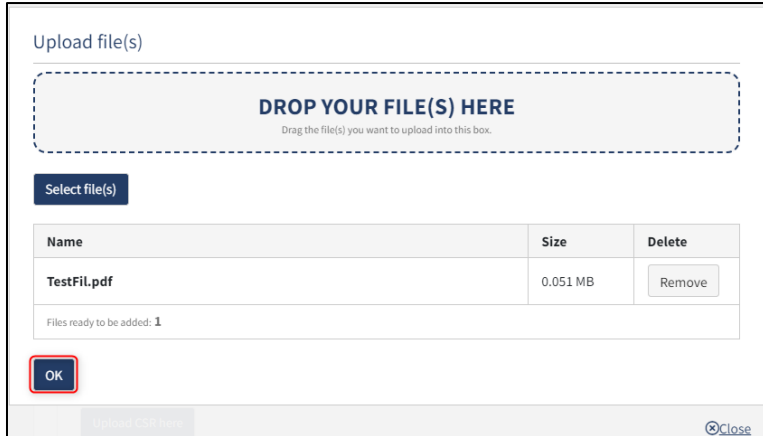 Upload file(s)
DROP YOUR FILE(S) HERE
Drag the file(s) you want to upload into this box.
Select file(s)
Name Size Delete
TestFil.pdf 0.051 MB Remove
Files ready to be added: 1
OK
Upload CSR here
Close